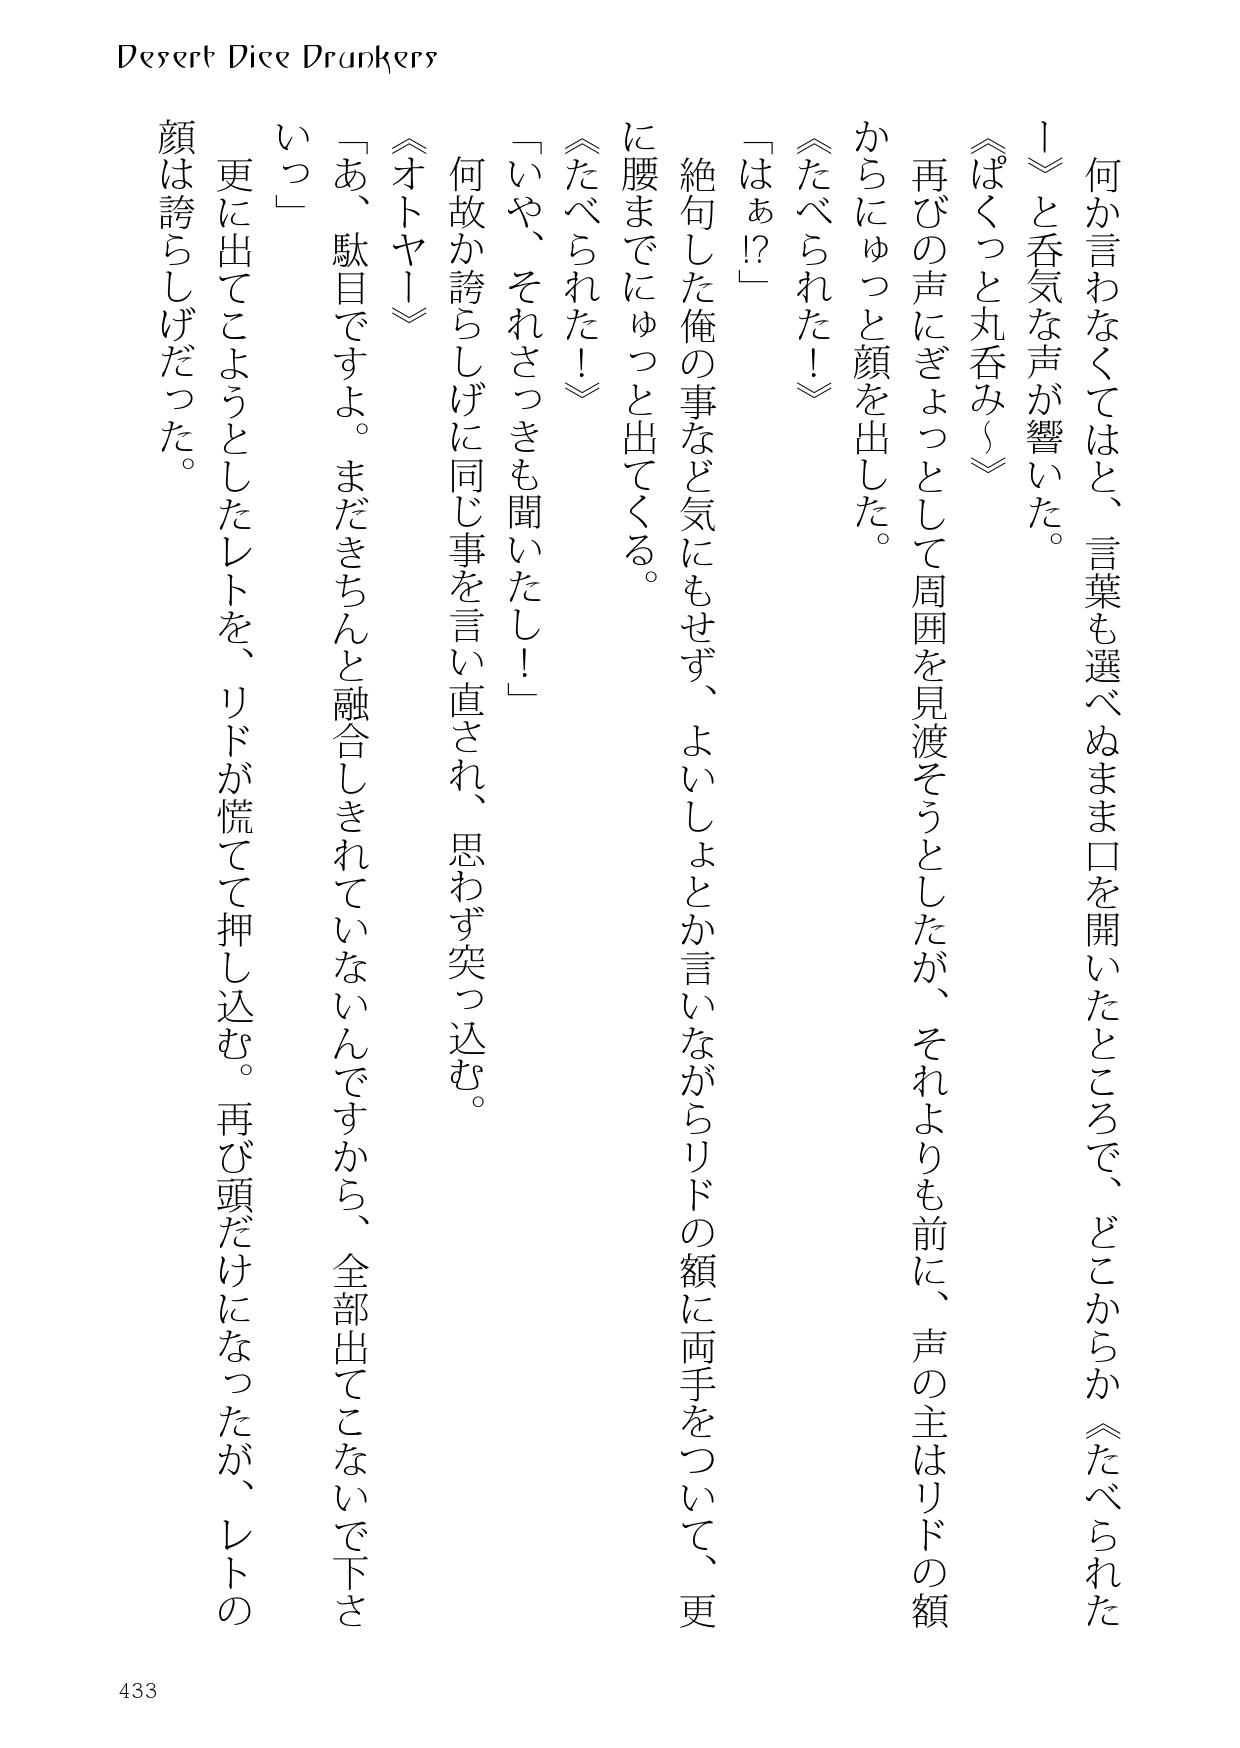 Desert Dice Drunkers
　何か言わなくてはと、言葉も選べぬまま口を開いたところで、どこからか《たべられた
ー》と呑気な声が響いた。
《ぱくっと丸呑み～》
　再びの声にぎょっとして周囲を見渡そうとしたが、それよりも前に、声の主はリドの額
からにゅっと顔を出した。
《たべられた！》
「はぁ!?」
　絶句した俺の事など気にもせず、よいしょとか言いながらリドの額に両手をついて、更
に腰までにゅっと出てくる。
《たべられた！》
「いや、それさっきも聞いたし！」
　何故か誇らしげに同じ事を言い直され、思わず突っ込む。
《オトヤー》
「あ、駄目ですよ。まだきちんと融合しきれていないんですから、全部出てこないで下さ
いっ」
　更に出てこようとしたレトを、リドが慌てて押し込む。再び頭だけになったが、レトの
顔は誇らしげだった。
433